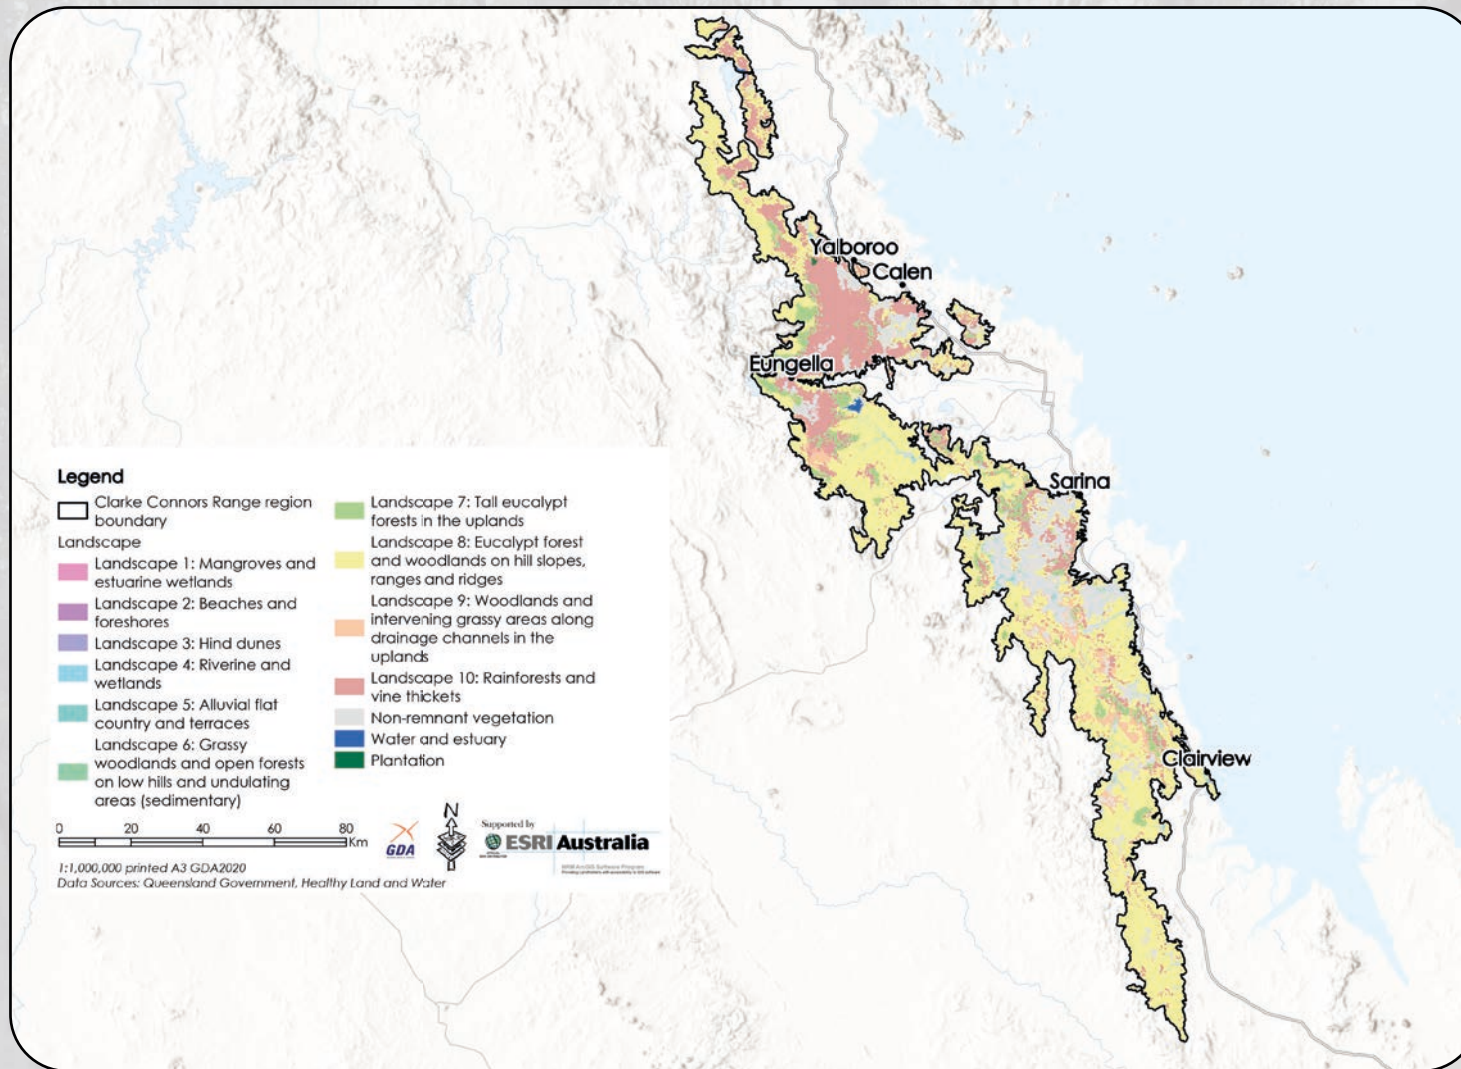 Yalboroo
Calen
Eungella
Sarina
Clairview
Legend
Clarke Connors Range region
boundary
Landscape
Landscape 1: Mangroves and
estuarine wetlands
Landscape 2: Beaches and
foreshores
Landscape 3: Hind dunes
Landscape 4: Riverine and
wetlands
Landscape 5: Alluvial flat
country and terraces
Landscape 6: Grassy
woodlands and open forests
on low hills and undulating
areas (sedimentary)
Landscape 7: Tall eucalypt
forests in the uplands
Landscape 8: Eucalypt forest
and woodlands on hill slopes,
ranges and ridges
Landscape 9: Woodlands and
intervening grassy areas along
drainage channels in the
uplands
Landscape 10: Rainforests and
vine thickets
Non-remnant vegetation
Water and estuary
Plantation
0 20 40 60 80
Km
GDA
N
Supported by
ESRI Australia
1:1,000,000 printed A3 GDA2020
Data Sources: Queensland Government, Healthy Land and Water